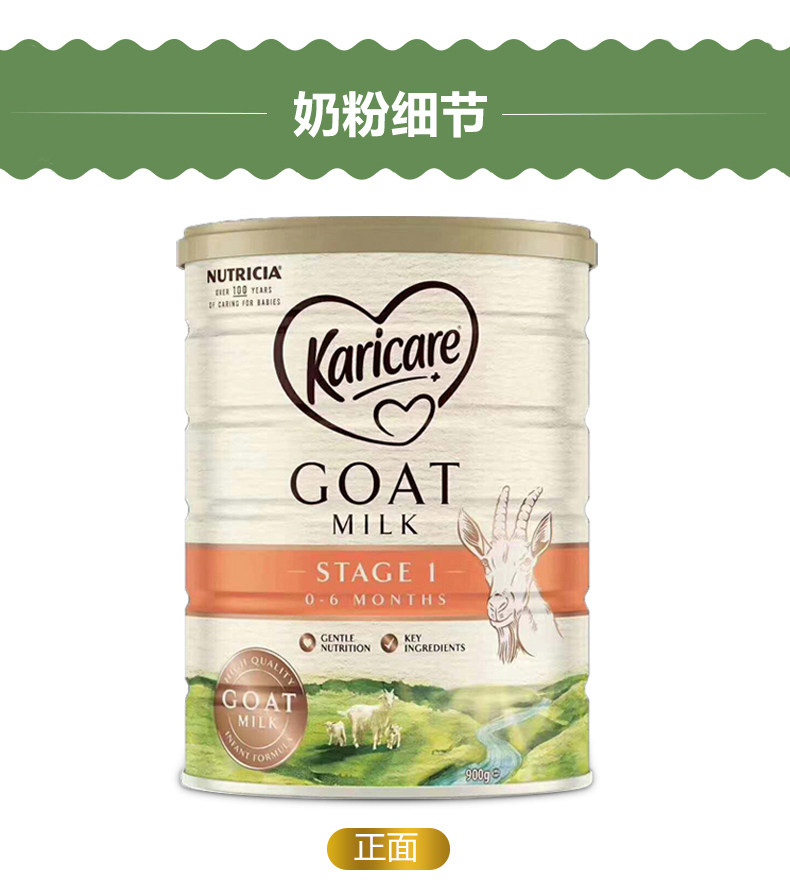 奶粉细节
NUTRICIA
OVER 100 YEARS
OF CARING FOR BABIES
Karicare+
GOAT
MILK
STAGE 1
0-6 MONTHS
GENTLE
NUTRITION
KEY
INGREDIENTS
HIGH QUALITY
GOAT
MILK
INFANT FORMULA
900g e
正面